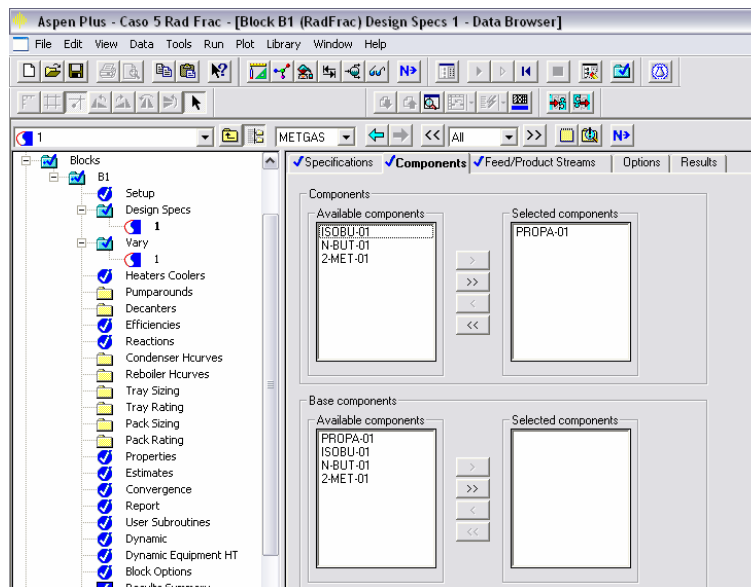 Aspen Plus - Caso 5 Rad Frac - [Block B1 (RadFrac) Design Specs 1 - Data Browser]
File Edit View Data Tools Run Plot Library Window Help
N>
1 METGAS << All >> N>
Specifications Components Feed/Product Streams Options Results
Blocks
B1
Setup
Design Specs
1
Vary
1
Heaters Coolers
Pumparounds
Decanters
Efficiencies
Reactions
Condenser Hcurves
Reboiler Hcurves
Tray Sizing
Tray Rating
Pack Sizing
Pack Rating
Properties
Estimates
Convergence
Report
User Subroutines
Dynamic
Dynamic Equipment HT
Block Options
Results Summary
Components
Available components
ISOBU-01
N-BUT-01
2-MET-01
>
>>
<
<<
Selected components
PROPA-01
Base components
Available components
PROPA-01
ISOBU-01
N-BUT-01
2-MET-01
>
>>
<
<<
Selected components